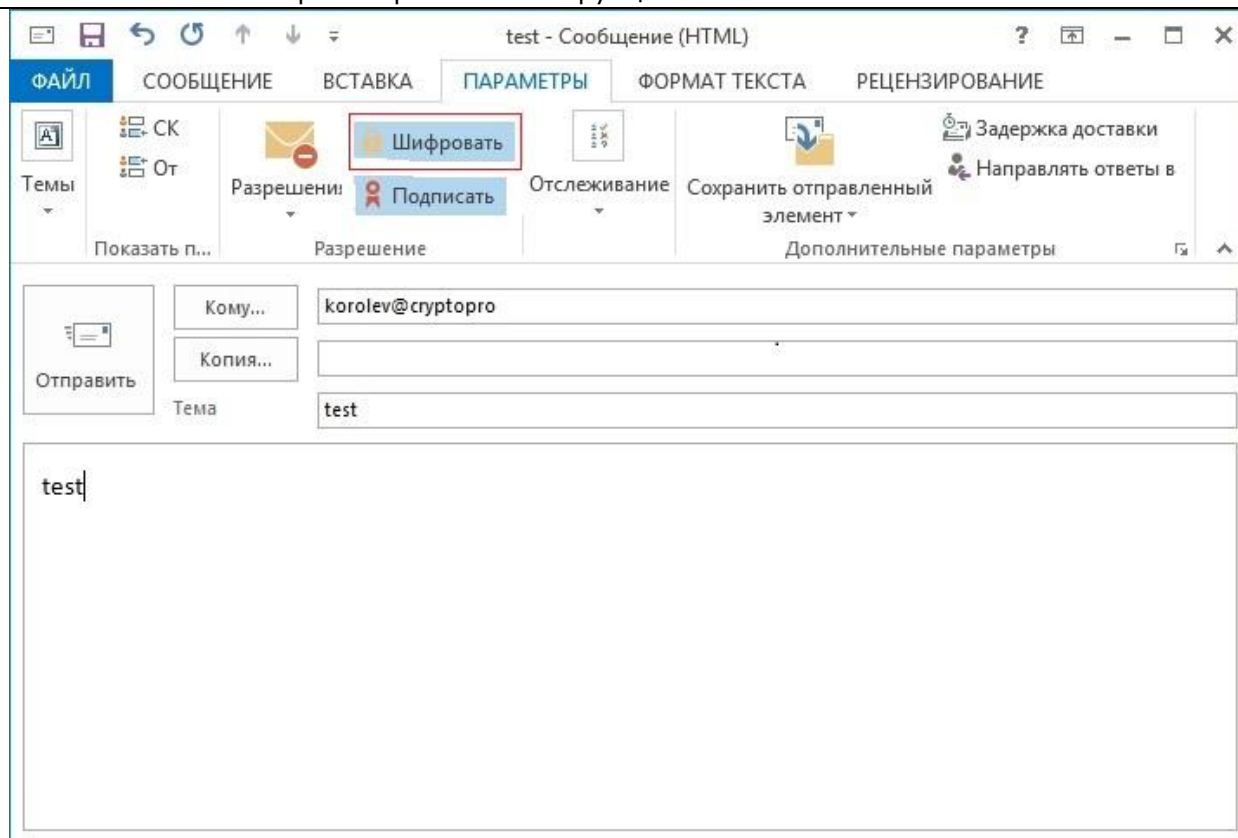 test - Сообщение (HTML)
ФАЙЛ СООБЩЕНИЕ ВСТАВКА ПАРАМЕТРЫ ФОРМАТ ТЕКСТА РЕЦЕНЗИРОВАНИЕ
Темы
СК
От
Показать п...
Разрешени
Шифровать
Подписать
Разрешение
Отслеживание
Сохранить отправленный
элемент
Задержка доставки
Направлять ответы в
Дополнительные параметры
Отправить
Кому... korolev@cryptopro
Копия...
Тема test
test